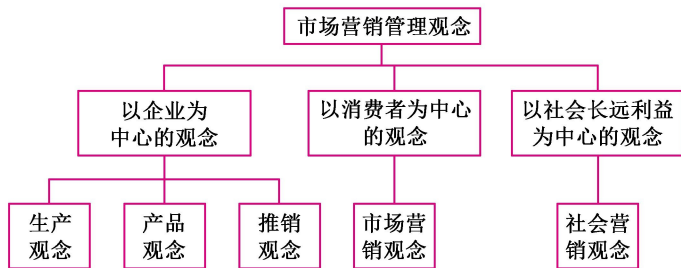 市场营销管理观念
以企业为
中心的观念
以消费者为中心
的观念
以社会长远利益
为中心的观念
生产
观念
产品
观念
推销
观念
市场营
销观念
社会营
销观念